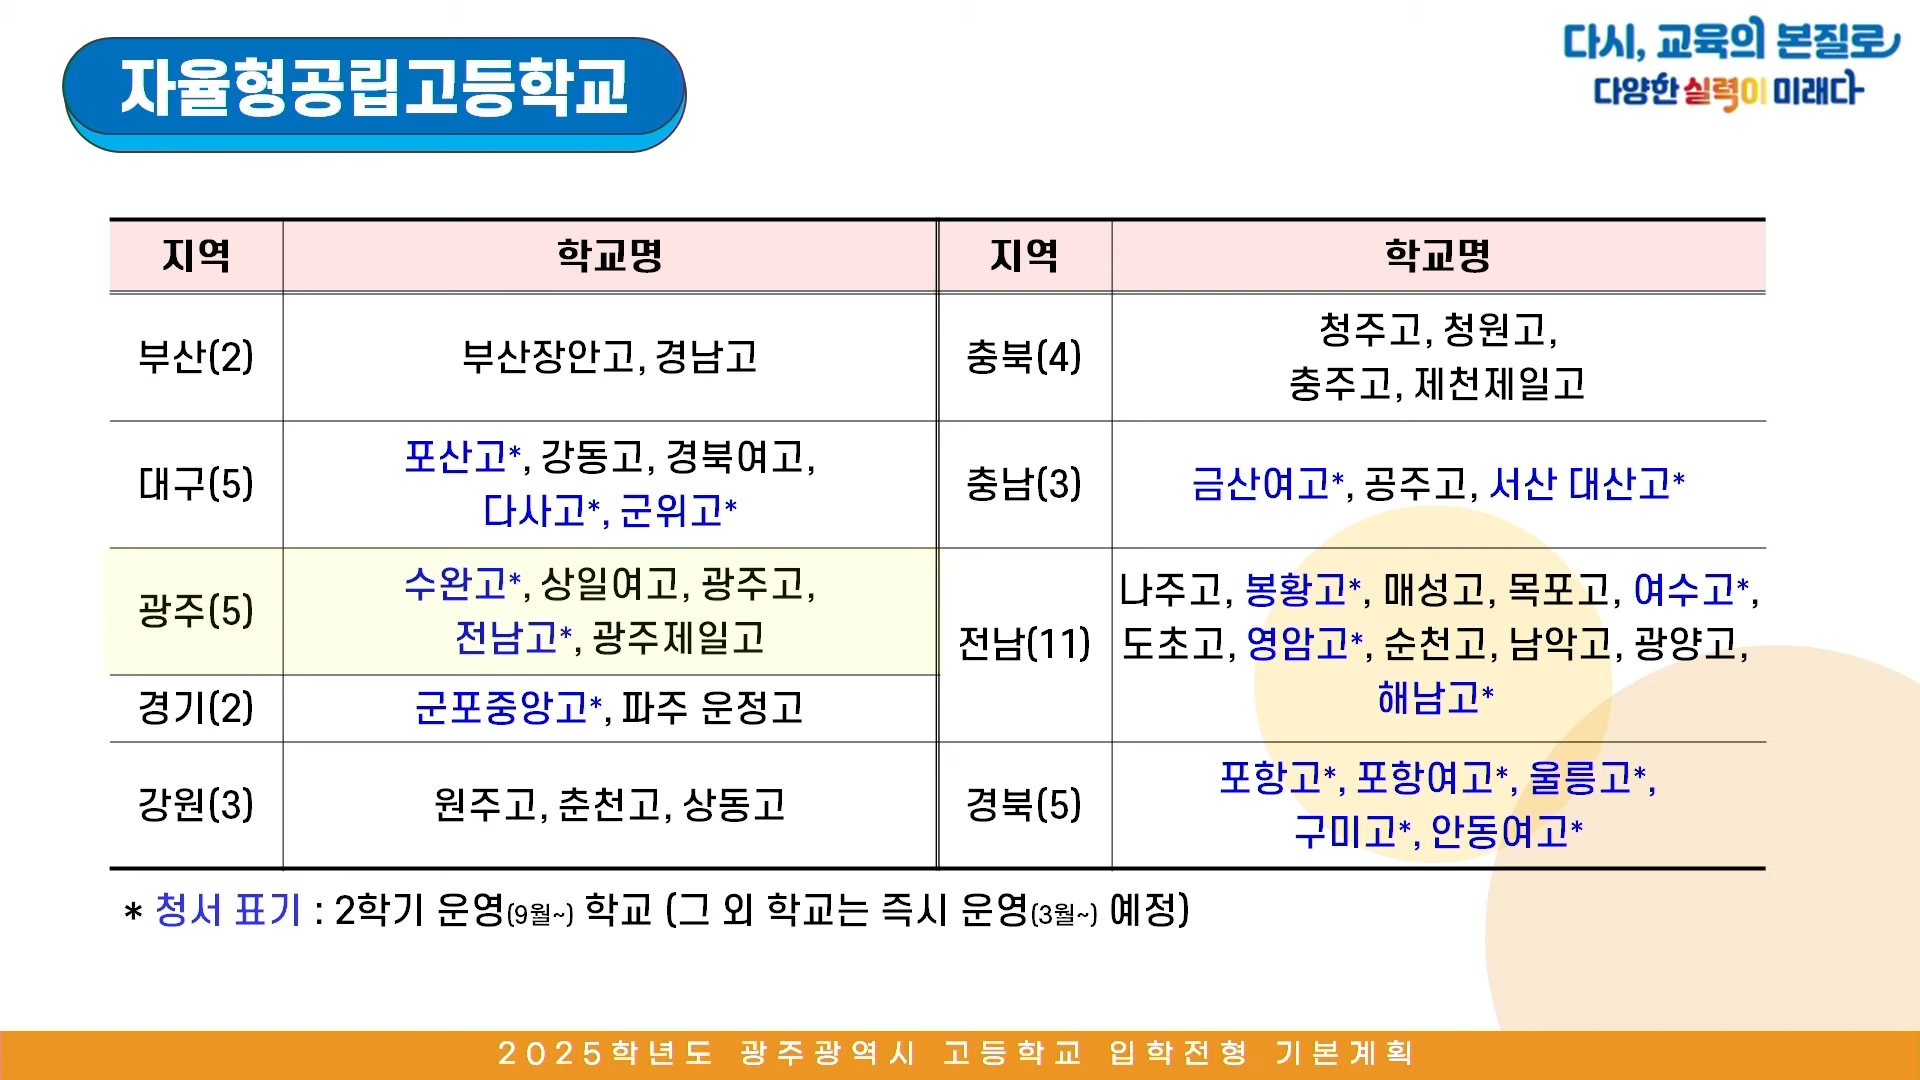 자율형공립고등학교
다시, 교육의 본질로
다양한 실력이 미래다
지역 학교명 지역 학교명
부산(2) 부산장안고, 경남고 충북(4) 청주고, 청원고,
충주고, 제천제일고
대구(5) 포산고*, 강동고, 경북여고,
다사고*, 군위고*
충남(3) 금산여고*, 공주고, 서산 대산고*
광주(5) 수완고*, 상일여고, 광주고,
전남고*, 광주제일고
전남(11) 나주고, 봉황고*, 매성고, 목포고, 여수고*,
도초고, 영암고*, 순천고, 남악고, 광양고,
해남고*
경기(2) 군포중앙고*, 파주 운정고
강원(3) 원주고, 춘천고, 상동고
경북(5) 포항고*, 포항여고*, 울릉고*,
구미고*, 안동여고*
* 청서 표기 : 2학기 운영(9월~) 학교 (그 외 학교는 즉시 운영(3월~) 예정)
2025학년도 광주광역시 고등학교 입학전형 기본계획